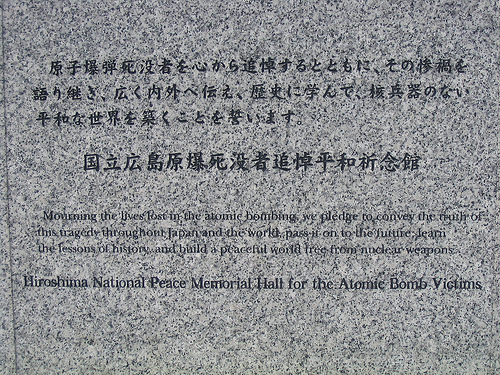 原子爆弾死没者を心から追悼するとともに、その惨禍を
語り継ぎ、広く内外へ伝え、歴史に学んで、核兵器のない
平和な世界を築くことを誓います。
国立広島原爆死没者追悼平和祈念館
Mourning the lives lost in the atomic bombing, we pledge to convey the truth of
this tragedy throughout Japan and the world, pass it on to the future, learn
the lessons of history, and build a peaceful world free from nuclear weapons.
Hiroshima National Peace Memorial Hall for the Atomic Bomb Victims